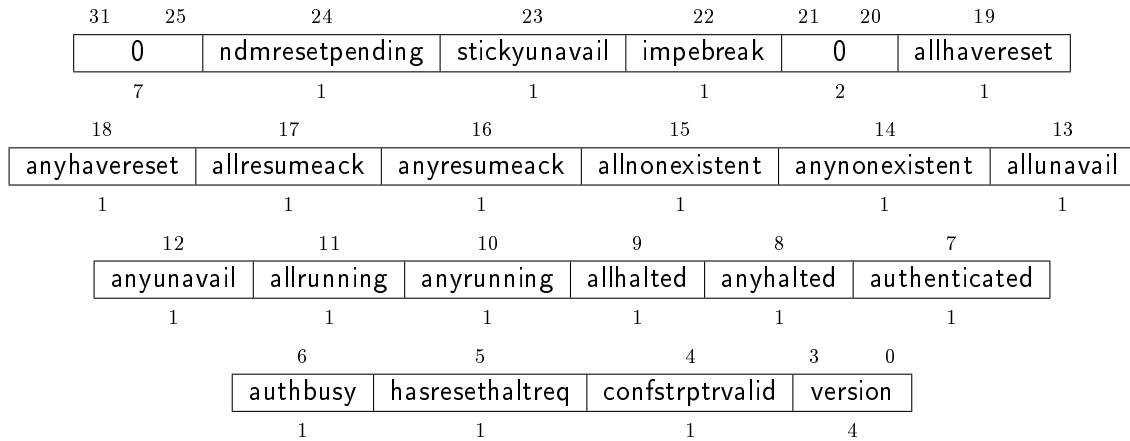 31 25 24 23 22 21 20 19
0 ndmresetpending stickyunavail impebreak 0 allhavereset
7 1 1 1 2 1
18 17 16 15 14 13
anyhavereset allresumeack anyresumeack allnonexistent anynonexistent allunavail
1 1 1 1 1 1
12 11 10 9 8 7
anyunavail allrunning anyrunning allhalted anyhalted authenticated
1 1 1 1 1 1
6 5 4 3 0
authbusy hasresethaltreq confstrptrvalid version
1 1 1 4